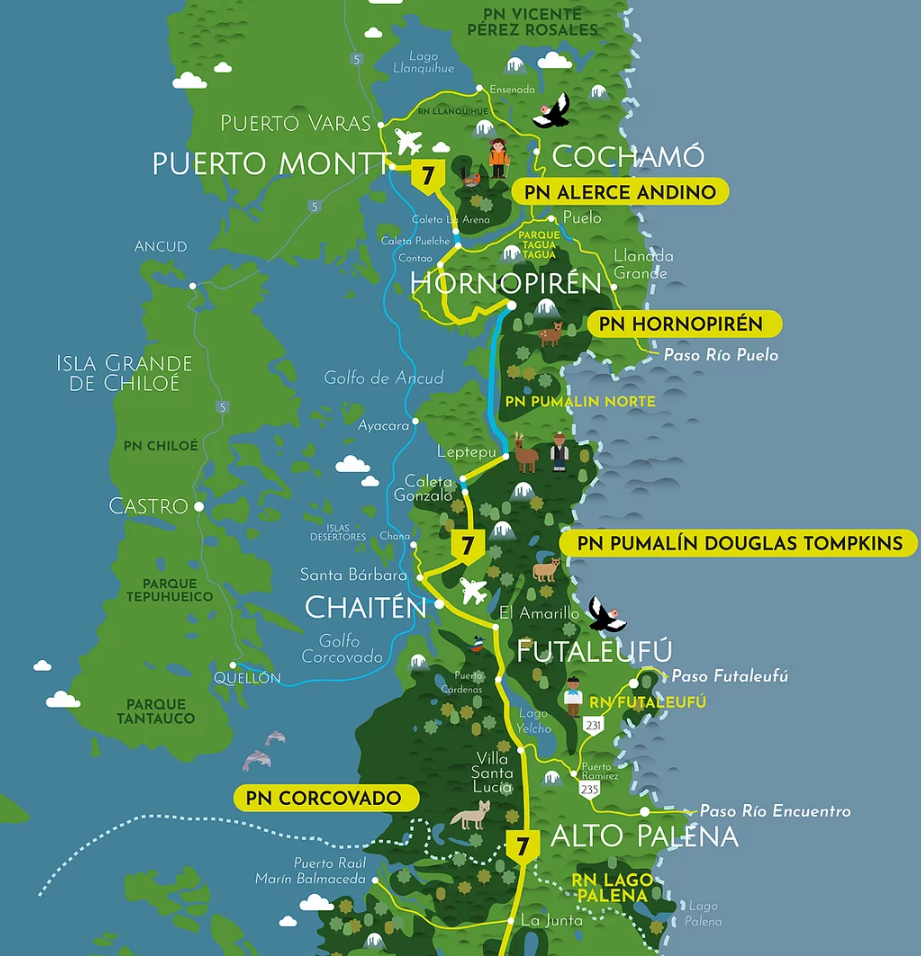 PN VICENTE
PÉREZ ROSALES
5
Lago
Llanquihue
Ensenada
RN LLANQUIHUE
PUERTO VARAS
PUERTO MONTT
7
COCHAMÓ
PN ALERCE ANDINO
5
Caleta La Arena
Puelo
Caleta Puelche
PARQUE
TAGUA
TAGUA
ANCUD
Contao
Llanada
Grande
HORNOPIRÉN
PN HORNOPIRÉN
Paso Río Puelo
ISLA GRANDE
DE CHILOÉ
Golfo de Ancud
5
PN PUMALIN NORTE
Ayacara
PN CHILOÉ
Leptepu
Caleta
Gonzalo
CASTRO
ISLAS
DESERTORES
Chana
7
PN PUMALÍN DOUGLAS TOMPKINS
Santa Bárbara
PARQUE
TEPUHUEICO
CHAITÉN
El Amarillo
Golfo
Corcovado
FUTALEUFÚ
QUELLÓN
Puerto
Cárdenas
Paso Futaleufú
RN FUTALEUFÚ
PARQUE
TANTAUCO
Lago
Yelcho
231
Villa
Santa
Lucía
Puerto
Ramírez
235
PN CORCOVADO
Paso Río Encuentro
7
ALTO PALENA
Puerto Raúl
Marín Balmaceda
RN LAGO
PALENA
Lago
Palena
La Junta